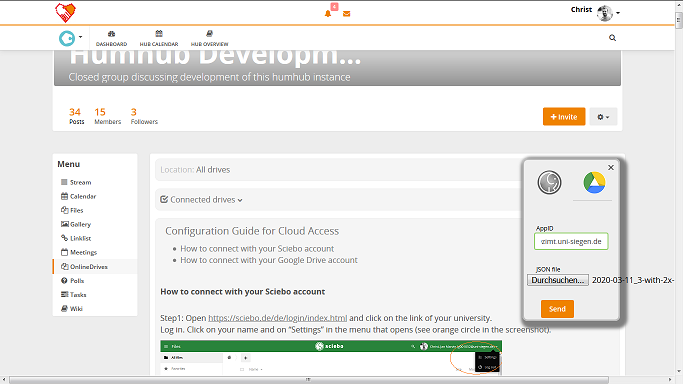 6
Christ
DASHBOARD
HUB CALENDAR
HUB OVERVIEW
Humhub Developm...
Closed group discussing development of this humhub instance
34
15
3
Posts
Members
Followers
+ Invite
Menu
Stream
Calendar
Files
Gallery
Linklist
Meetings
OnlineDrives
Polls
Tasks
Wiki
Location: All drives
Connected drives
Configuration Guide for Cloud Access
How to connect with your Sciebo account
How to connect with your Google Drive account
How to connect with your Sciebo account
Step1: Open https://sciebo.de/de/login/index.html and click on the link of your university.
Log in. Click on your name and on "Settings" in the menu that opens (see orange circle in the screenshot).
Files
sciebo
All files
Favorites
Name
Settings
Log out
×
AppID
zimt.uni-siegen.de
JSON file
Durchsuchen...
2020-03-11_3-with-2x-
Send